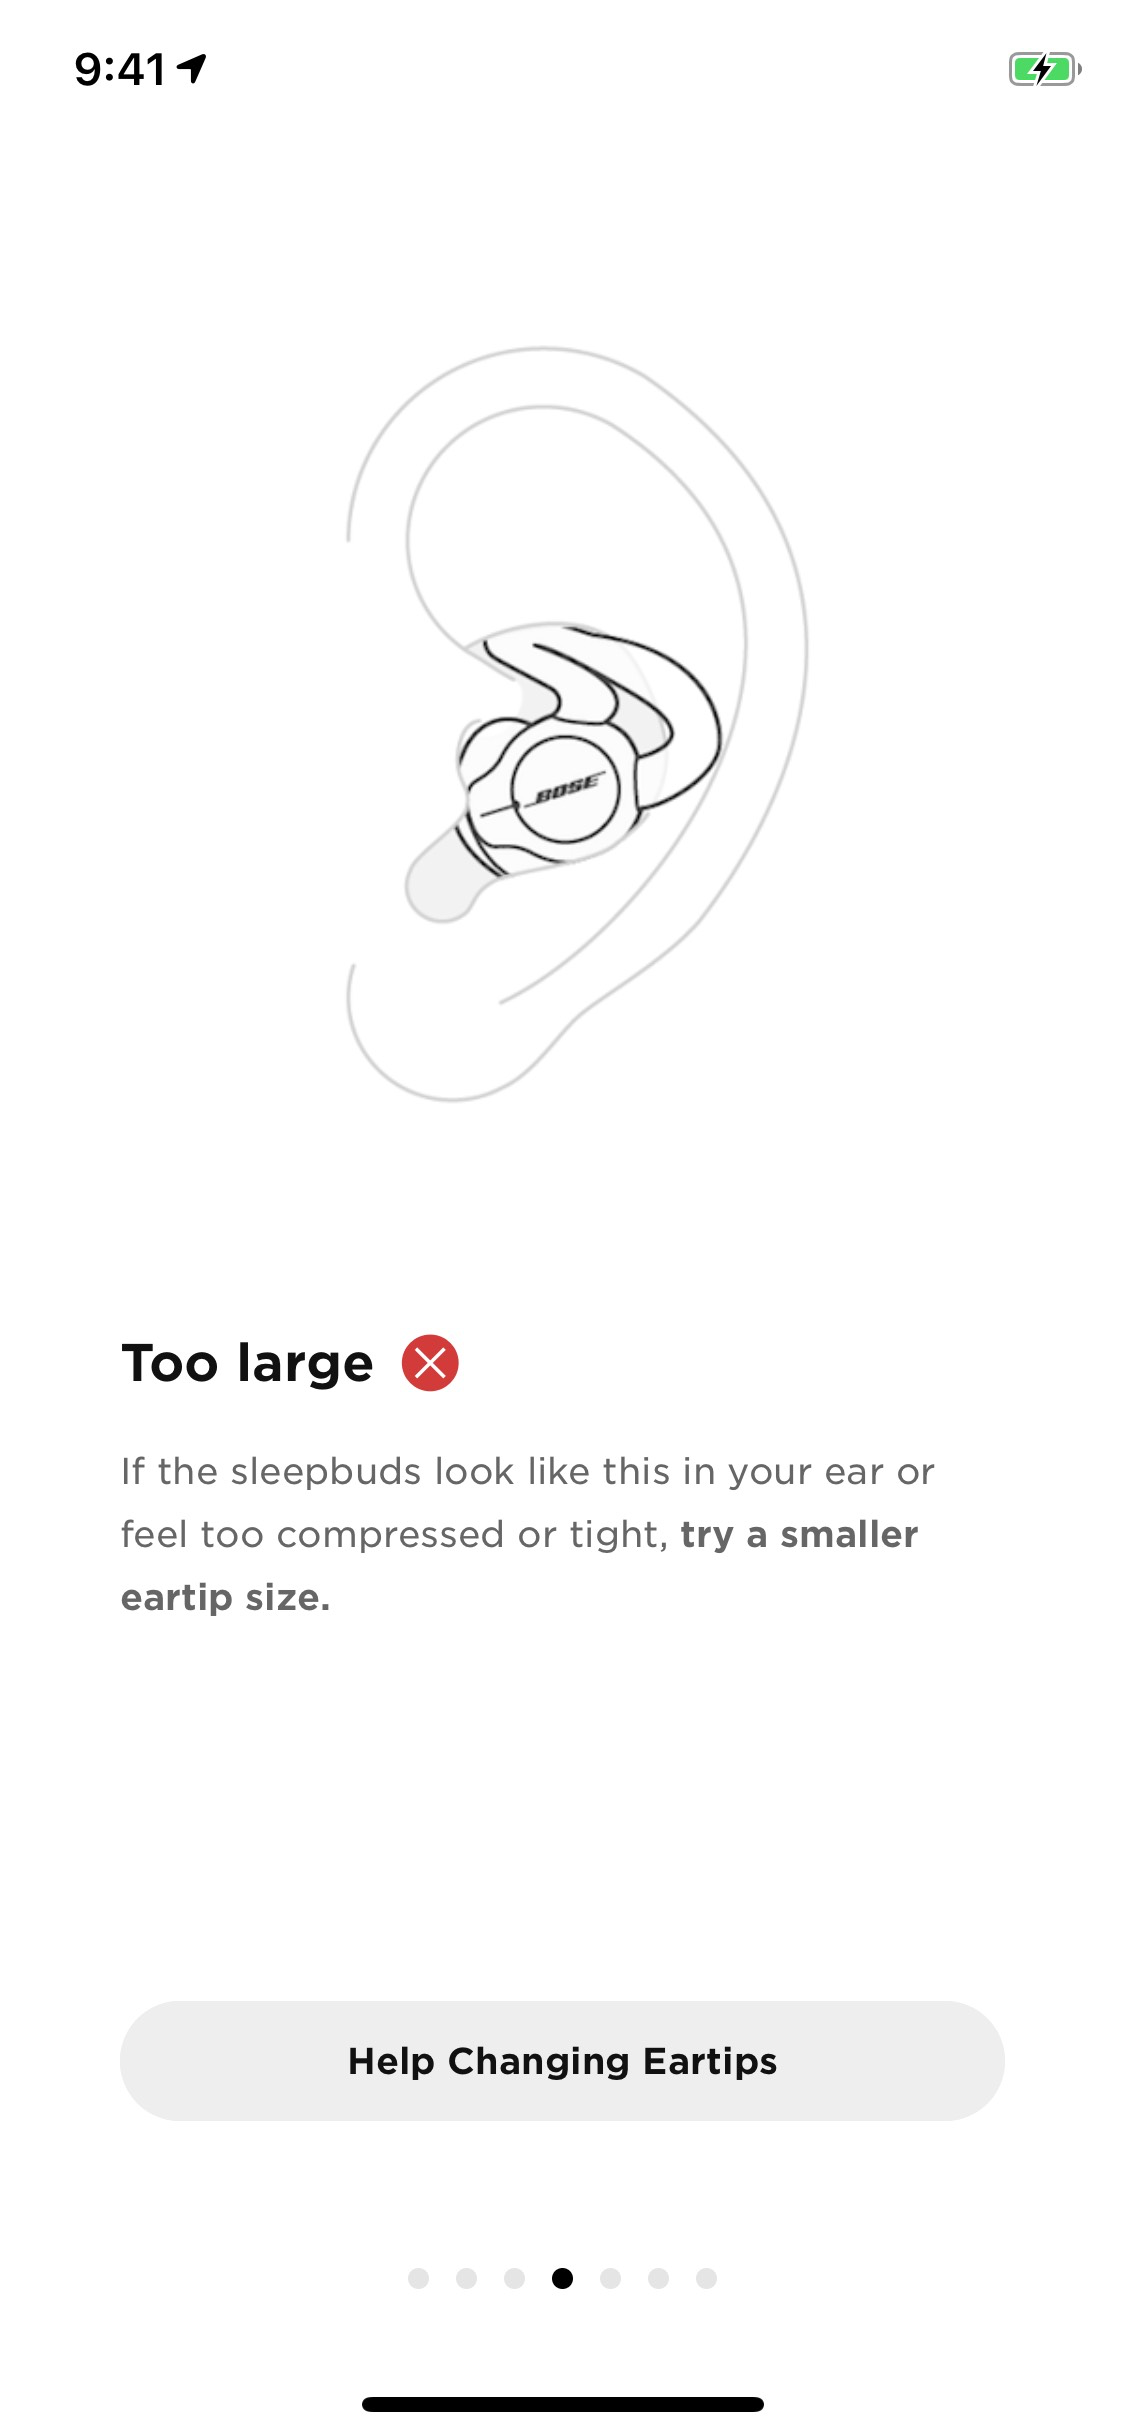 9:41
BOSE
Too large
If the sleepbuds look like this in your ear or
feel too compressed or tight, try a smaller
eartip size.
Help Changing Eartips